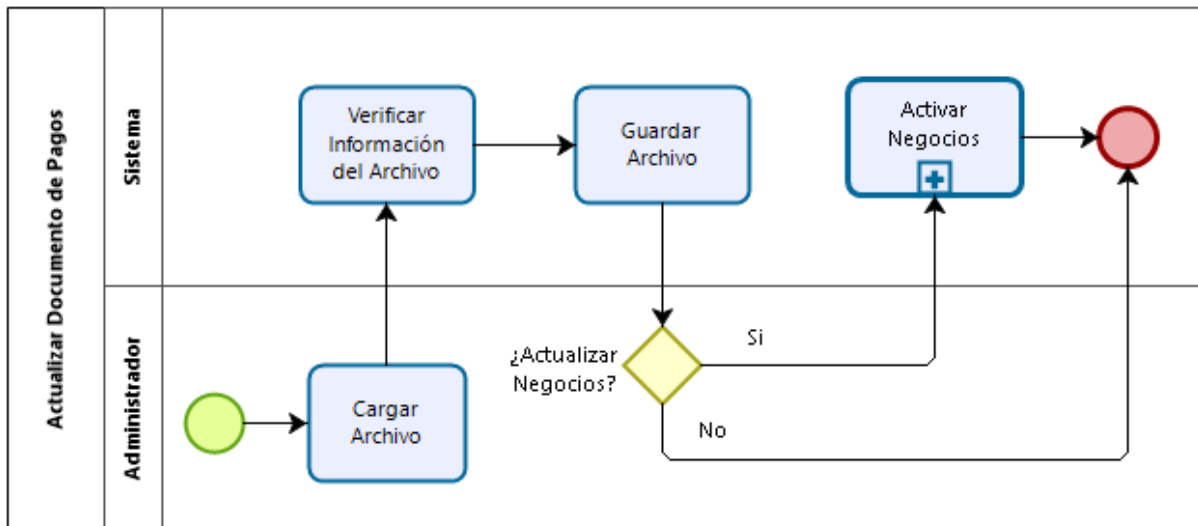 Actualizar Documento de Pagos
Sistema
Verificar
Información
del Archivo
Guardar
Archivo
Activar
Negocios
Administrador
Cargar
Archivo
¿Actualizar
Negocios?
Si
No